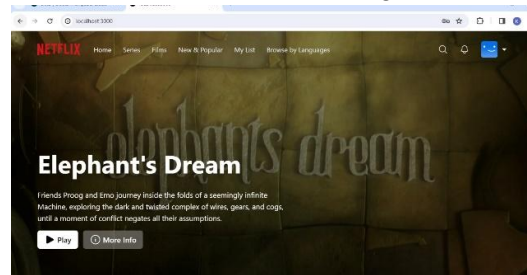 localhost:3000
NETFLIX Home Series Films New & Popular My List Browse by Languages
elephants dream
Elephant's Dream
Friends Proog and Emo journey inside the folds of a seemingly infinite
Machine, exploring the dark and twisted complex of wires, gears, and cogs,
until a moment of conflict negates all their assumptions.
Play More Info